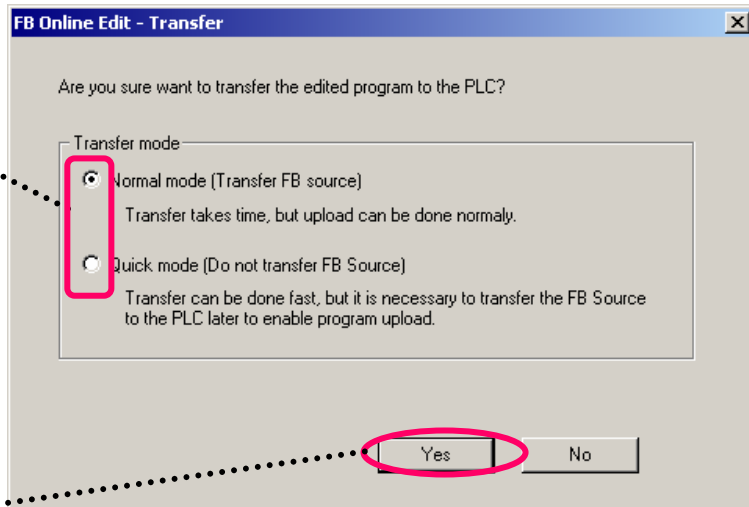 FB Online Edit - Transfer
Are you sure want to transfer the edited program to the PLC?
Transfer mode
Normal mode (Transfer FB source)
Transfer takes time, but upload can be done normaly.
Quick mode (Do not transfer FB Source)
Transfer can be done fast, but it is necessary to transfer the FB Source
to the PLC later to enable program upload.
Yes No